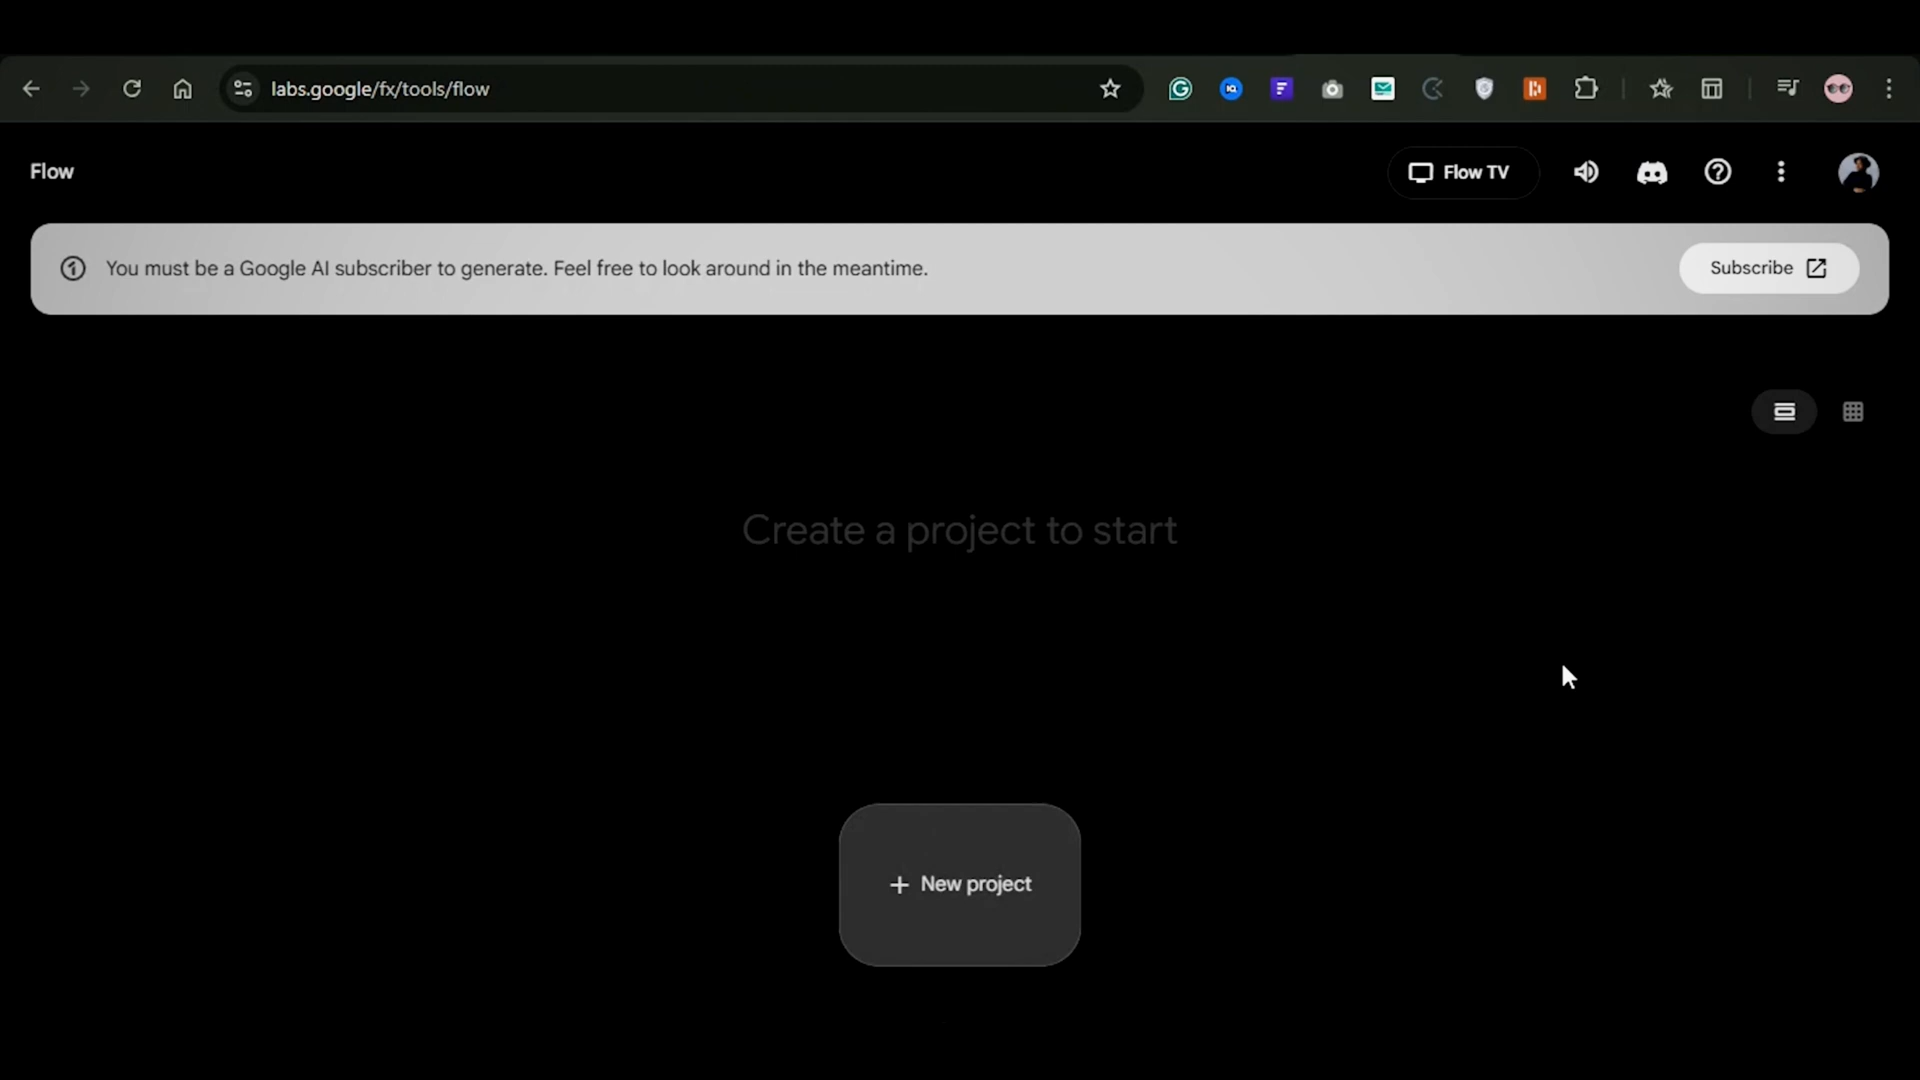 labs.google/fx/tools/flow
Flow
Flow TV
You must be a Google AI subscriber to generate. Feel free to look around in the meantime.
Subscribe
Create a project to start
+ New project